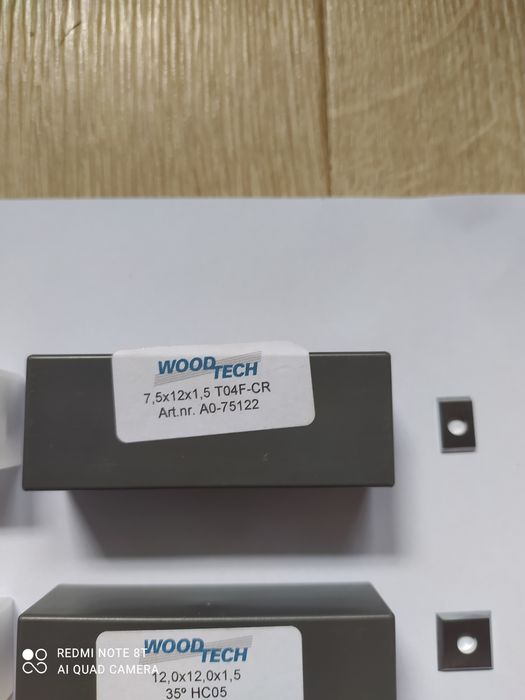 WOODTECH
7,5x12x1,5 T04F-CR
Art.nr. A0-75122
WOODTECH
12,0x12,0x1,5
35° HC05
REDMI NOTE 8T
AI QUAD CAMERA